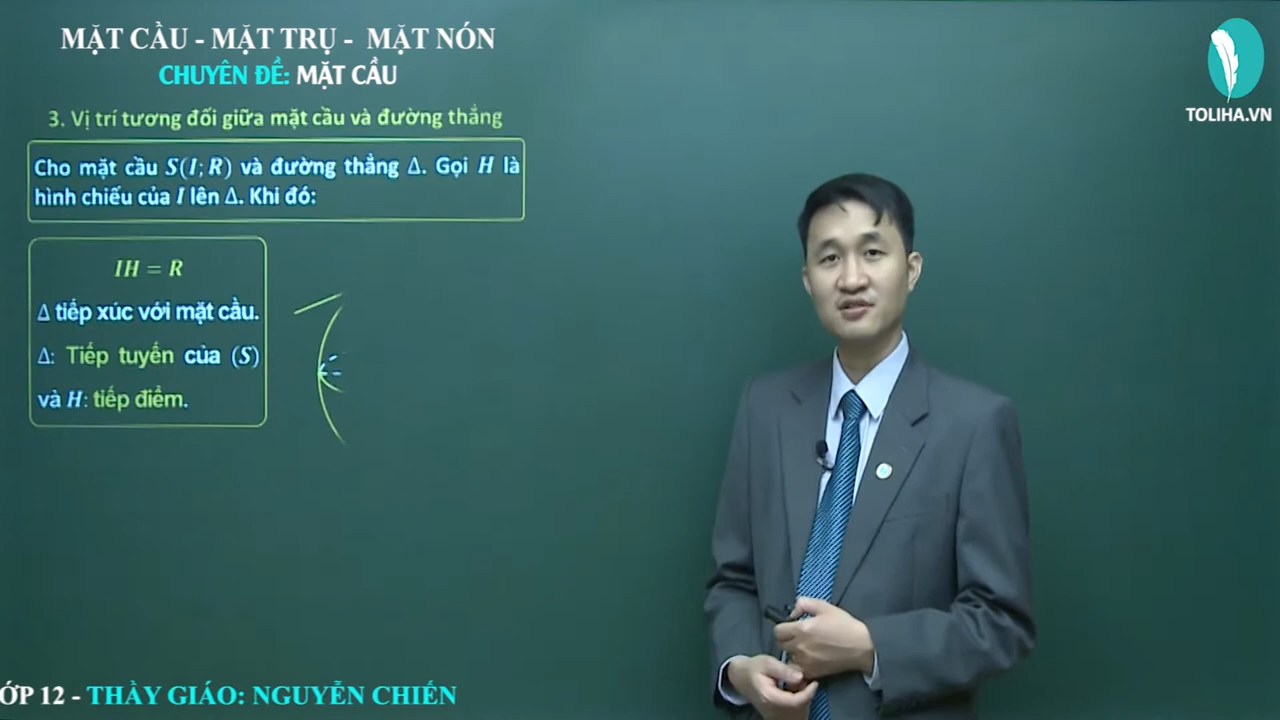 MẶT CẦU - MẶT TRỤ - MẶT NÓN
CHUYÊN ĐỀ: MẶT CẦU
3. Vị trí tương đối giữa mặt cầu và đường thẳng
Cho mặt cầu S(I; R) và đường thẳng Δ. Gọi H là
hình chiếu của I lên Δ. Khi đó:
IH = R
Δ tiếp xúc với mặt cầu.
Δ: Tiếp tuyến của (S)
và H: tiếp điểm.
TOLIHA.VN
ỚP 12 - THẦY GIÁO: NGUYỄN CHIẾN